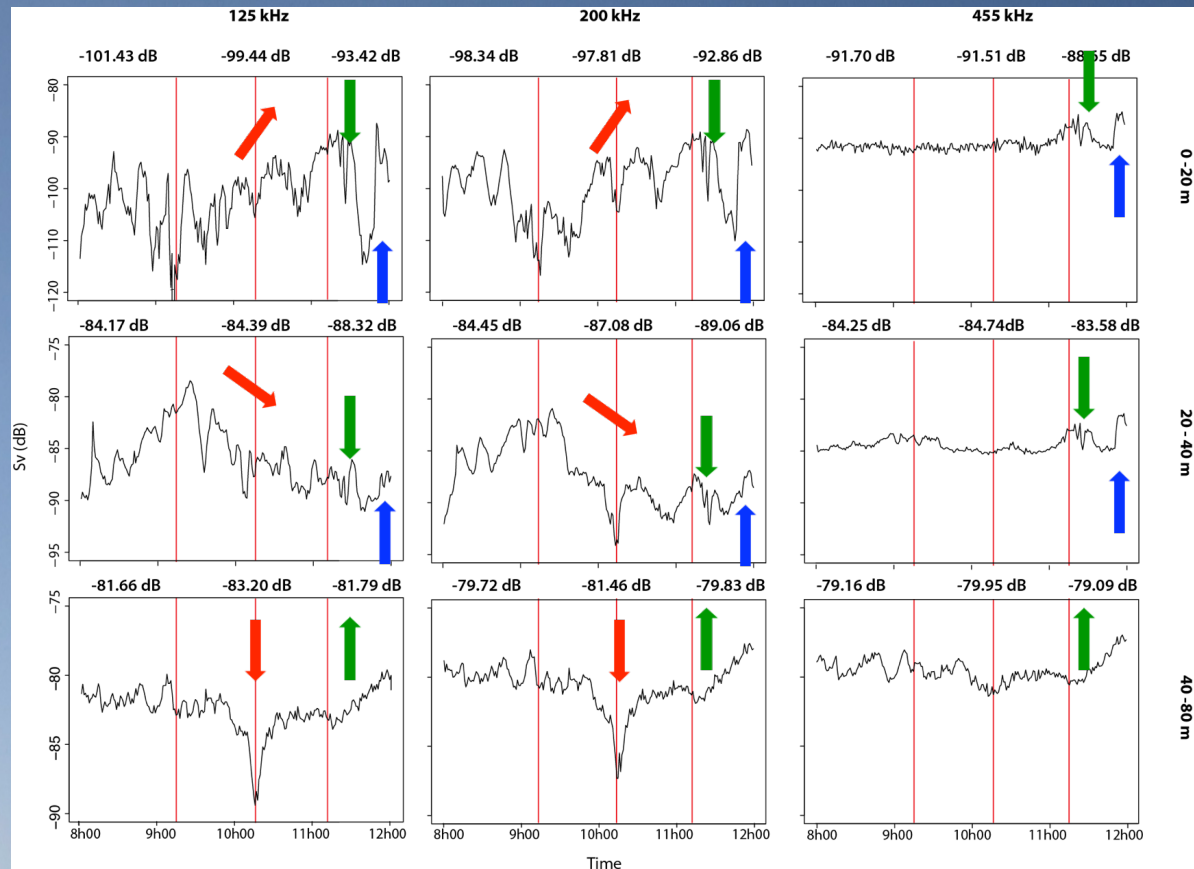 125 kHz 200 kHz 455 kHz
-101.43 dB -99.44 dB -93.42 dB -98.34 dB -97.81 dB -92.86 dB -91.70 dB -91.51 dB
−80
−90
−100
−110
−120
0 -20 m
-84.17 dB -84.39 dB -88.32 dB -84.45 dB -87.08 dB -89.06 dB -84.25 dB -84.74dB -83.58 dB
−75
−80
−85
−90
−95
Sv (dB)
20 - 40 m
-81.66 dB -83.20 dB -81.79 dB -79.72 dB -81.46 dB -79.83 dB -79.16 dB -79.95 dB -79.09 dB
−75
−80
−85
−90
40 -80 m
8h00 9h00 10h00 11h00 12h00 8h00 9h00 10h00 11h00 12h00 8h00 9h00 10h00 11h00 12h00
Time